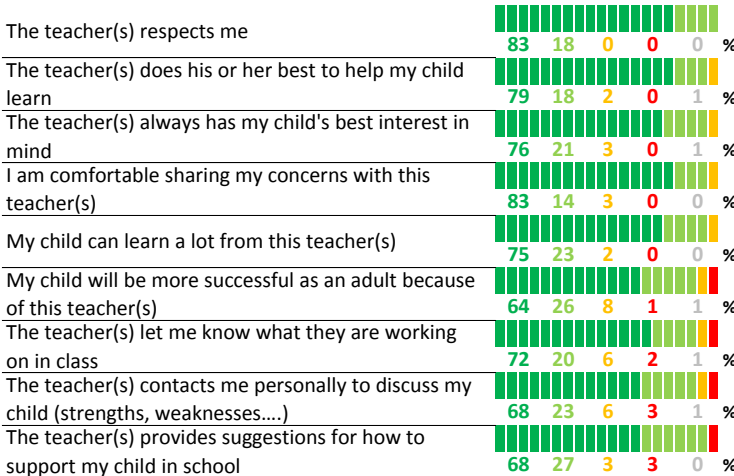 The teacher(s) respects me
83 18 0 0 0 %
The teacher(s) does his or her best to help my child
learn
79 18 2 0 1 %
The teacher(s) always has my child's best interest in
mind
76 21 3 0 1 %
I am comfortable sharing my concerns with this
teacher(s)
83 14 3 0 0 %
My child can learn a lot from this teacher(s)
75 23 2 0 0 %
My child will be more successful as an adult because
of this teacher(s)
64 26 8 1 1 %
The teacher(s) let me know what they are working
on in class
72 20 6 2 1 %
The teacher(s) contacts me personally to discuss my
child (strengths, weaknesses....)
68 23 6 3 1 %
The teacher(s) provides suggestions for how to
support my child in school
68 27 3 3 0 %